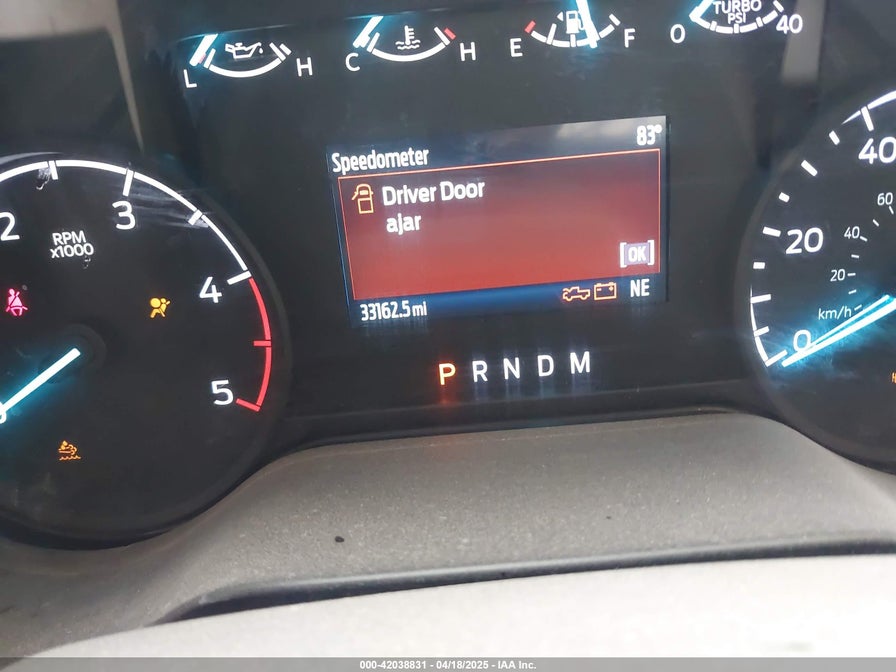 TURBO
PSI
0 40
L H
C H
E F
Speedometer 83°
Driver Door
ajar
[OK]
33162.5 mi NE
P R N D M
2 3 4 5
RPM
x1000
0 20 40
20 40 60
km/h
000-42038831 - 04/18/2025 - IAA Inc.